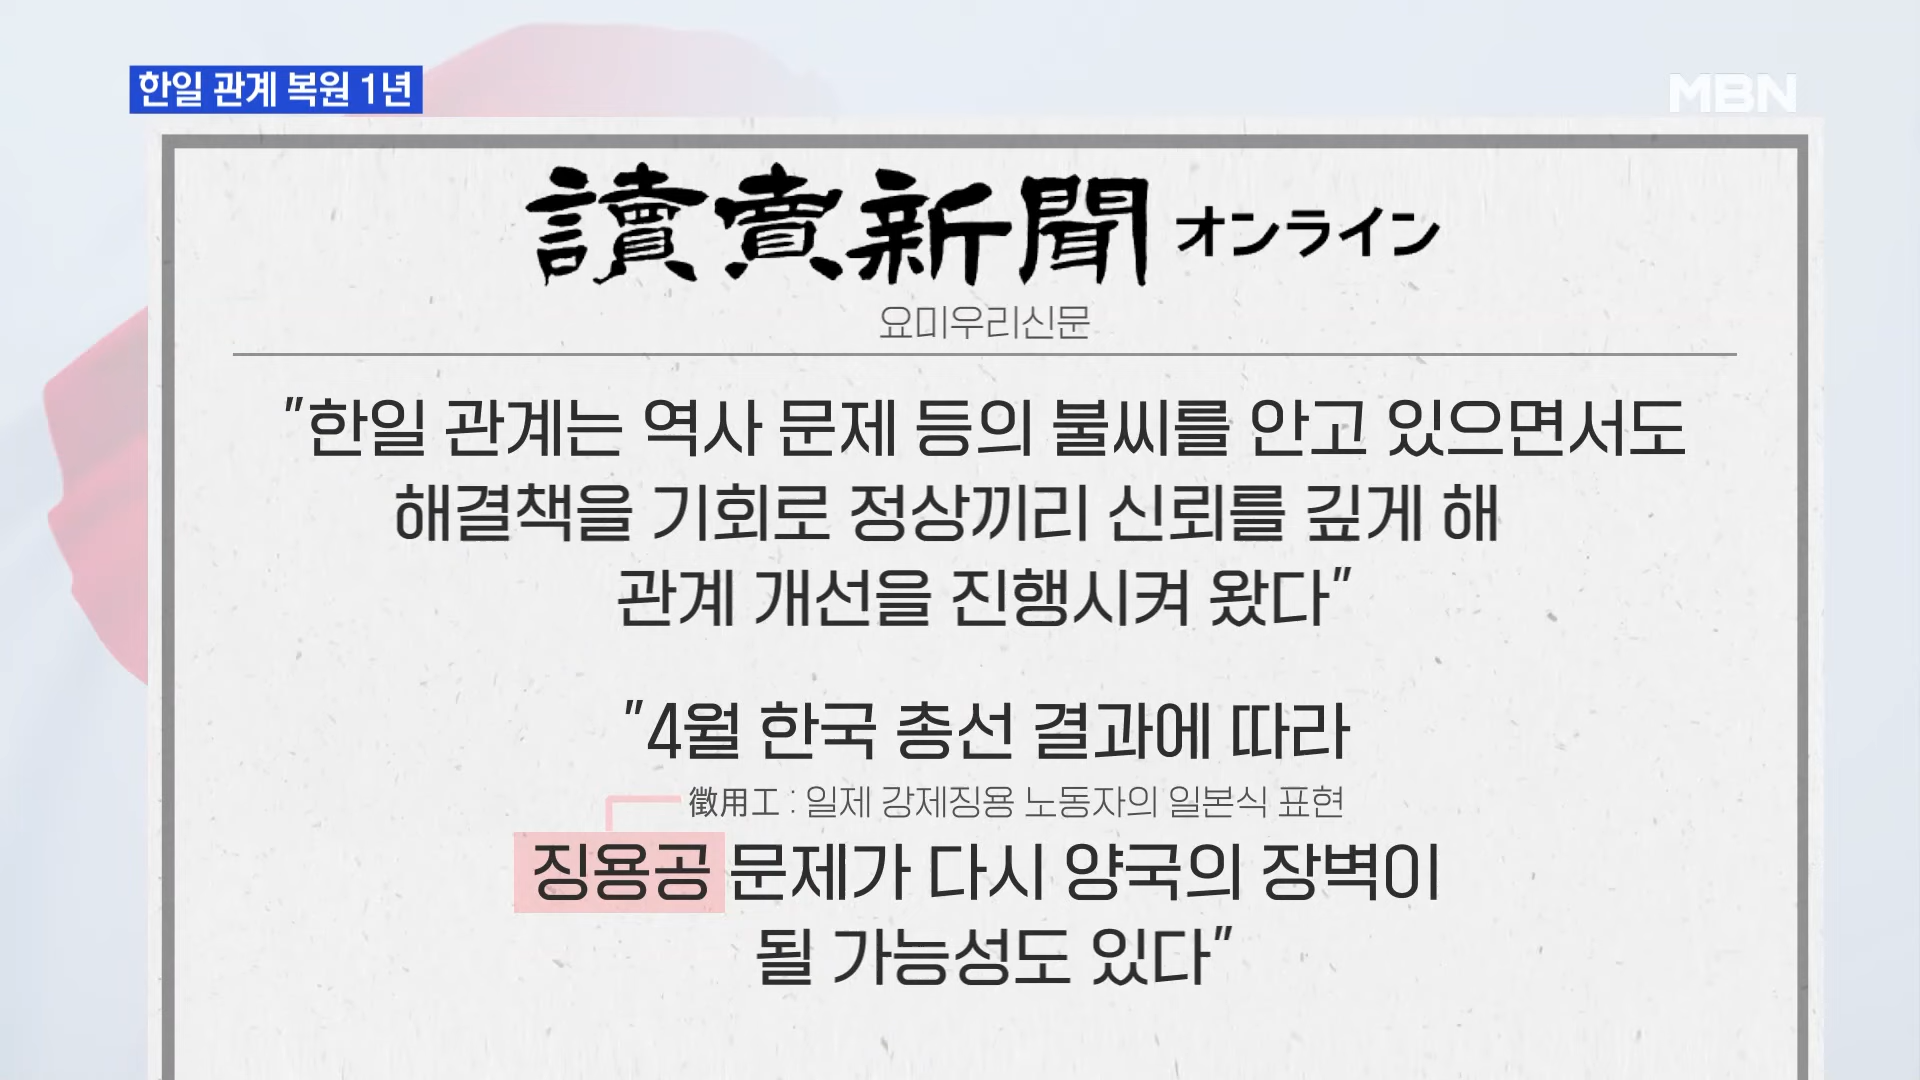 한일 관계 복원 1년
MBN
讀賣新聞 オンライン
요미우리신문
"한일 관계는 역사 문제 등의 불씨를 안고 있으면서도
해결책을 기회로 정상끼리 신뢰를 깊게 해
관계 개선을 진행시켜 왔다"
"4월 한국 총선 결과에 따라
徵用工 : 일제 강제징용 노동자의 일본식 표현
징용공 문제가 다시 양국의 장벽이
될 가능성도 있다"